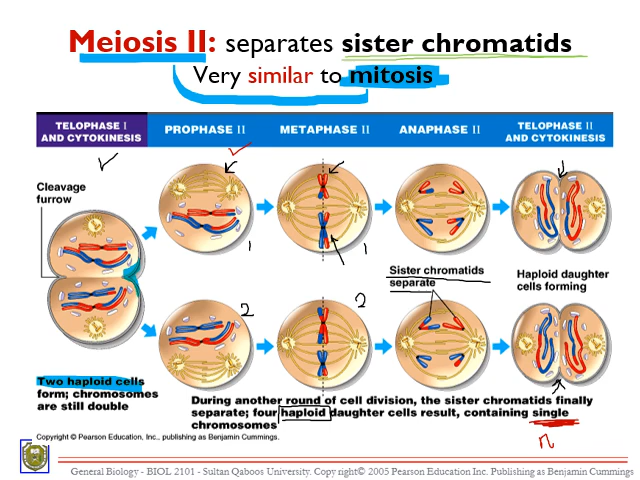 Meiosis II: separates sister chromatids
Very similar to mitosis
TELOPHASE I
AND CYTOKINESIS
PROPHASE II
METAPHASE II
ANAPHASE II
TELOPHASE II
AND CYTOKINESIS
Cleavage
furrow
1
1
Sister chromatids
separate
Haploid daughter
cells forming
2
2
Two haploid cells
form; chromosomes
are still double
During another round of cell division, the sister chromatids finally
separate; four haploid daughter cells result, containing single
chromosomes
n
Copyright © Pearson Education, Inc., publishing as Benjamin Cummings.
General Biology - BIOL 2101 - Sultan Qaboos University. Copyright© 2005 Pearson Education Inc. Publishing as Benjamin Cummings